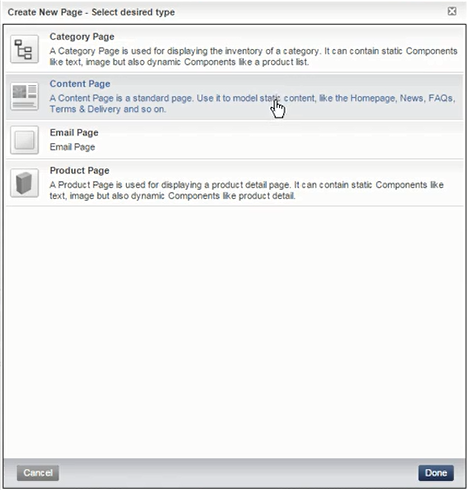 Create New Page - Select desired type
Category Page
A Category Page is used for displaying the inventory of a category. It can contain static Components
like text, image but also dynamic Components like a product list.
Content Page
A Content Page is a standard page. Use it to model static content, like the Homepage, News, FAQs,
Terms & Delivery and so on.
Email Page
Email Page
Product Page
A Product Page is used for displaying a product detail page. It can contain static Components like
text, image but also dynamic Components like product detail.
Cancel
Done